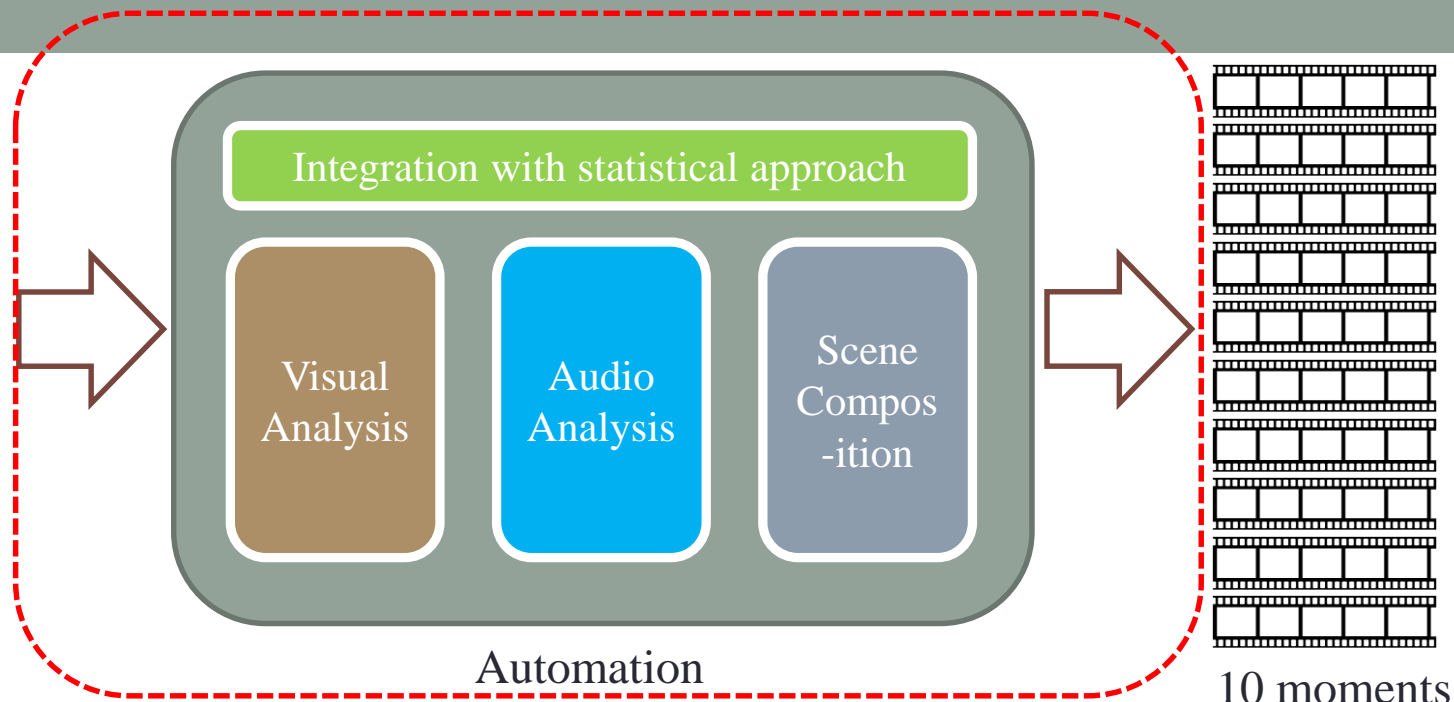 Integration with statistical approach
Visual
Analysis
Audio
Analysis
Scene
Compos
-ition
Automation
10 moments